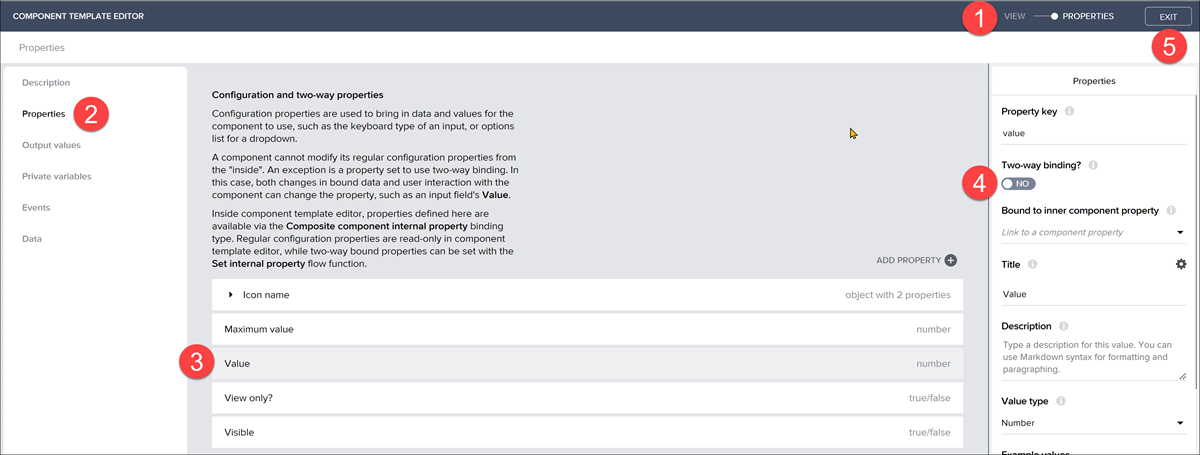 COMPONENT TEMPLATE EDITOR
1
VIEW
PROPERTIES
EXIT
5
Properties
Description
Properties
2
Output values
Private variables
Events
Data
Configuration and two-way properties
Configuration properties are used to bring in data and values for the
component to use, such as the keyboard type of an input, or options
list for a dropdown.
A component cannot modify its regular configuration properties from
the "inside". An exception is a property set to use two-way binding. In
this case, both changes in bound data and user interaction with the
component can change the property, such as an input field's Value.
Inside component template editor, properties defined here are
available via the Composite component internal property binding
type. Regular configuration properties are read-only in component
template editor, while two-way bound properties can be set with the
Set internal property flow function.
ADD PROPERTY
Icon name object with 2 properties
Maximum value number
3
Value number
View only? true/false
Visible true/false
Properties
Property key
value
Two-way binding?
4
NO
Bound to inner component property
Link to a component property
Title
Value
Description
Type a description for this value. You can
use Markdown syntax for formatting and
paragraphing.
Value type
Number
Example values